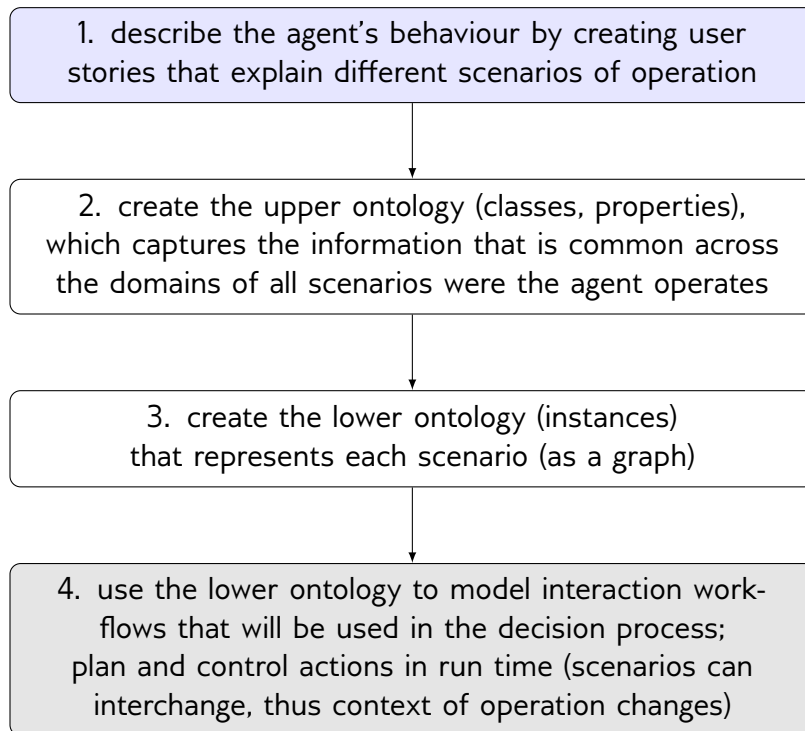 1. describe the agent's behaviour by creating user
stories that explain different scenarios of operation
2. create the upper ontology (classes, properties),
which captures the information that is common across
the domains of all scenarios were the agent operates
3. create the lower ontology (instances)
that represents each scenario (as a graph)
4. use the lower ontology to model interaction work-
flows that will be used in the decision process;
plan and control actions in run time (scenarios can
interchange, thus context of operation changes)